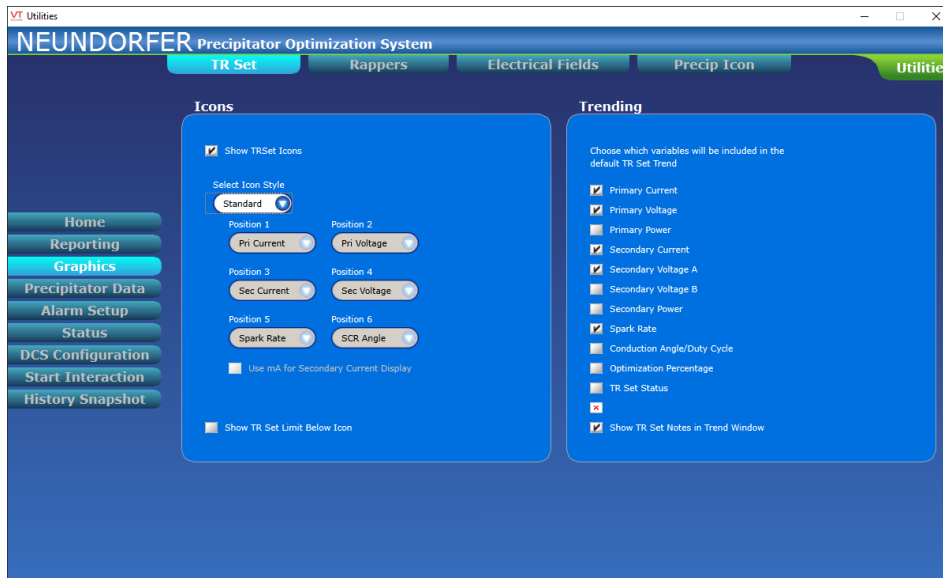 VT Utilities
NEUNDORFER Precipitator Optimization System
TR Set Rappers Electrical Fields Precip Icon Utilitie
Home
Reporting
Graphics
Precipitator Data
Alarm Setup
Status
DCS Configuration
Start Interaction
History Snapshot
Icons
Show TRSet Icons
Select Icon Style
Standard
Position 1 Position 2
Pri Current Pri Voltage
Position 3 Position 4
Sec Current Sec Voltage
Position 5 Position 6
Spark Rate SCR Angle
Use mA for Secondary Current Display
Show TR Set Limit Below Icon
Trending
Choose which variables will be included in the
default TR Set Trend
Primary Current
Primary Voltage
Primary Power
Secondary Current
Secondary Voltage A
Secondary Voltage B
Secondary Power
Spark Rate
Conduction Angle/Duty Cycle
Optimization Percentage
TR Set Status
Show TR Set Notes in Trend Window